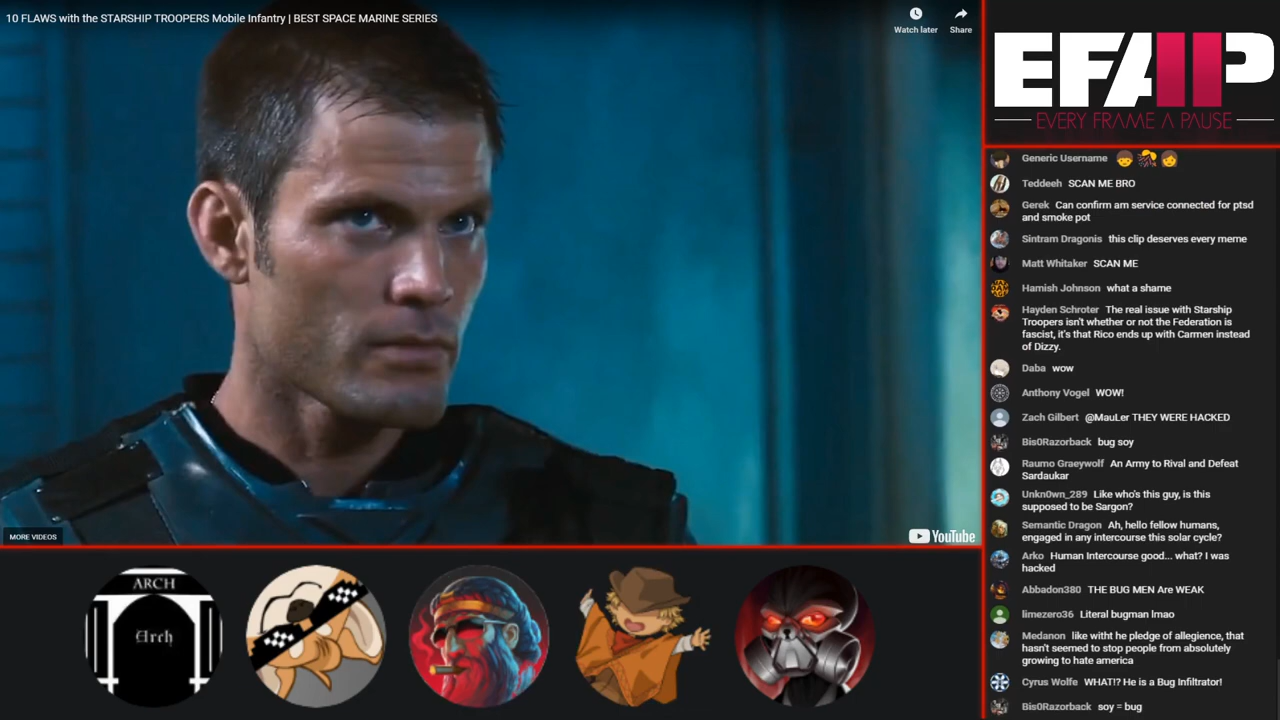 10 FLAWS with the STARSHIP TROOPERS Mobile Infantry | BEST SPACE MARINE SERIES
Watch later
Share
MORE VIDEOS
YouTube
ARCH
Arch
EFAP
EVERY FRAME A PAUSE
Generic Username
Teddeeh SCAN ME BRO
Gerek Can confirm am service connected for ptsd
and smoke pot
Sintram Dragonis this clip deserves every meme
Matt Whitaker SCAN ME
Hamish Johnson what a shame
Hayden Schroter The real issue with Starship
Troopers isn't whether or not the Federation is
fascist, it's that Rico ends up with Carmen instead
of Dizzy.
Daba wow
Anthony Vogel WOW!
Zach Gilbert @MauLer THEY WERE HACKED
Bis0Razorback bug soy
Raumo Graeywolf An Army to Rival and Defeat
Sardaukar
Unkn0wn_289 Like who's this guy, is this
supposed to be Sargon?
Semantic Dragon Ah, hello fellow humans,
engaged in any intercourse this solar cycle?
Arko Human Intercourse good... what? I was
hacked
Abbadon380 THE BUG MEN Are WEAK
limezero36 Literal bugman lmao
Medanon like witht he pledge of allegience, that
hasn't seemed to stop people from absolutely
growing to hate america
Cyrus Wolfe WHAT!? He is a Bug Infiltrator!
Bis0Razorback soy = bug